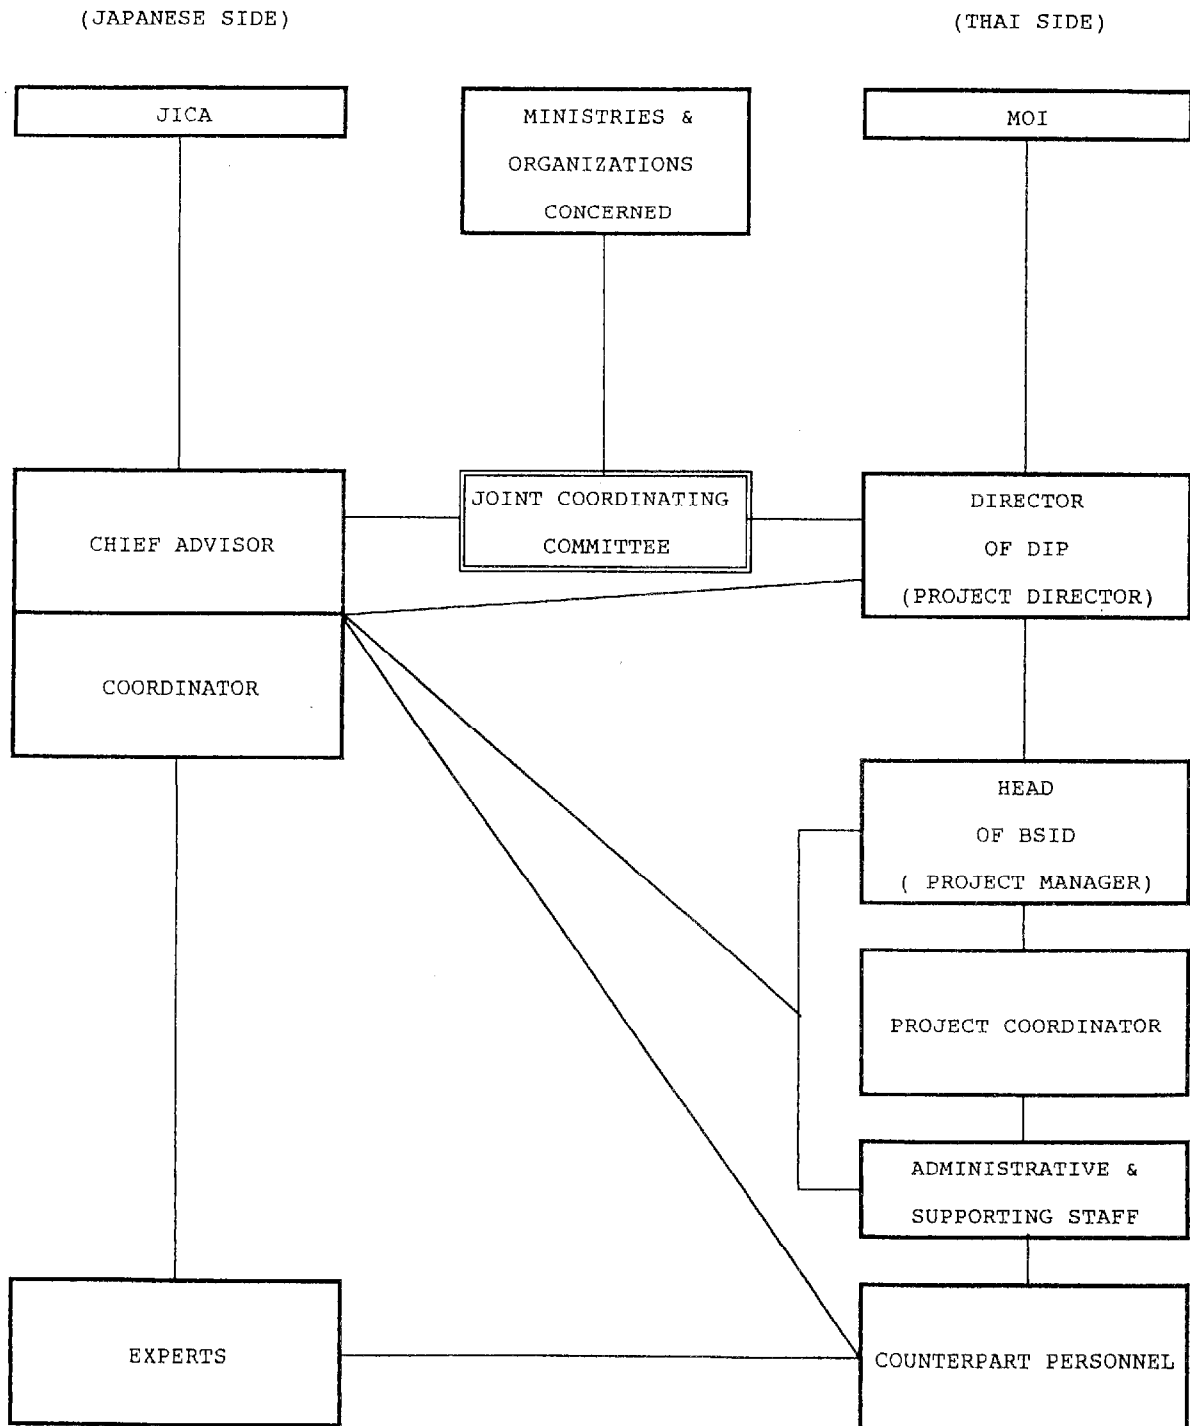 (JAPANESE SIDE)
(THAI SIDE)
JICA
MINISTRIES &
ORGANIZATIONS
CONCERNED
MOI
CHIEF ADVISOR
COORDINATOR
JOINT COORDINATING
COMMITTEE
DIRECTOR
OF DIP
(PROJECT DIRECTOR)
HEAD
OF BSID
( PROJECT MANAGER)
PROJECT COORDINATOR
ADMINISTRATIVE &
SUPPORTING STAFF
EXPERTS
COUNTERPART PERSONNEL